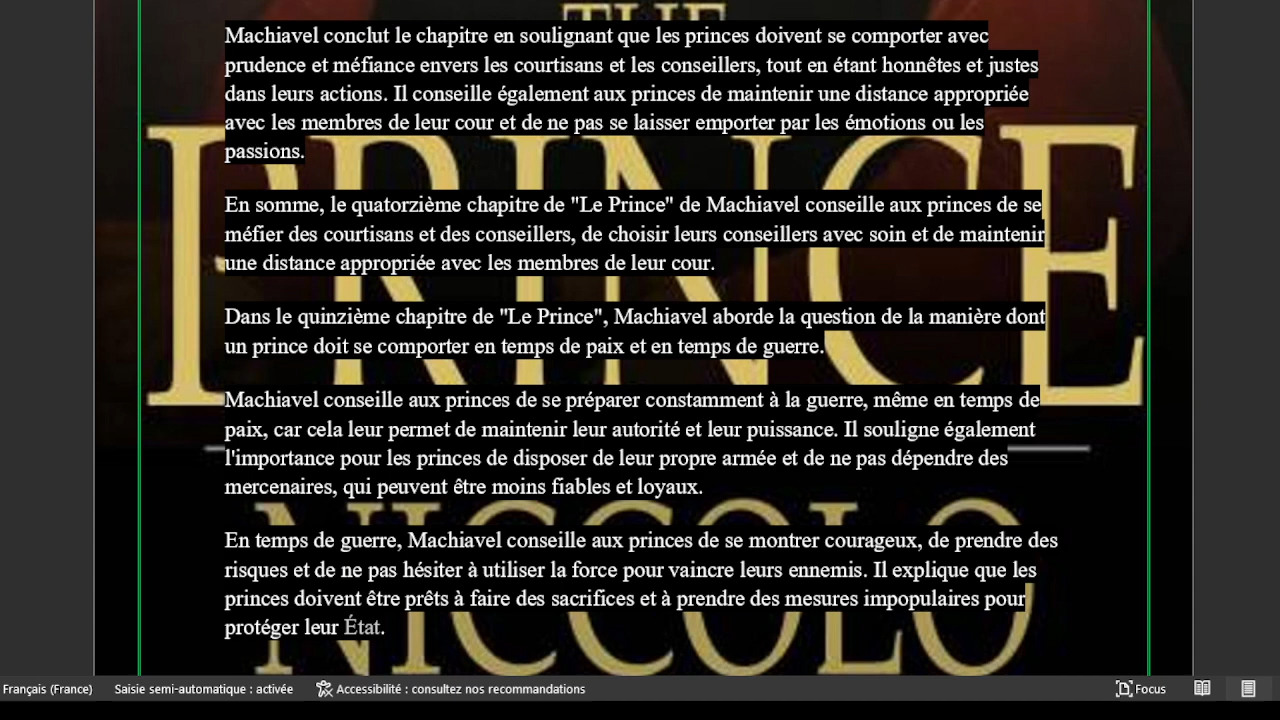 THE
PRINCE
NICCOLO
Machiavel conclut le chapitre en soulignant que les princes doivent se comporter avec
prudence et méfiance envers les courtisans et les conseillers, tout en étant honnêtes et justes
dans leurs actions. Il conseille également aux princes de maintenir une distance appropriée
avec les membres de leur cour et de ne pas se laisser emporter par les émotions ou les
passions.
En somme, le quatorzième chapitre de "Le Prince" de Machiavel conseille aux princes de se
méfier des courtisans et des conseillers, de choisir leurs conseillers avec soin et de maintenir
une distance appropriée avec les membres de leur cour.
Dans le quinzième chapitre de "Le Prince", Machiavel aborde la question de la manière dont
un prince doit se comporter en temps de paix et en temps de guerre.
Machiavel conseille aux princes de se préparer constamment à la guerre, même en temps de
paix, car cela leur permet de maintenir leur autorité et leur puissance. Il souligne également
l'importance pour les princes de disposer de leur propre armée et de ne pas dépendre des
mercenaires, qui peuvent être moins fiables et loyaux.
En temps de guerre, Machiavel conseille aux princes de se montrer courageux, de prendre des
risques et de ne pas hésiter à utiliser la force pour vaincre leurs ennemis. Il explique que les
princes doivent être prêts à faire des sacrifices et à prendre des mesures impopulaires pour
protéger leur État.
Français (France) Saisie semi-automatique : activée Accessibilité : consultez nos recommandations Focus